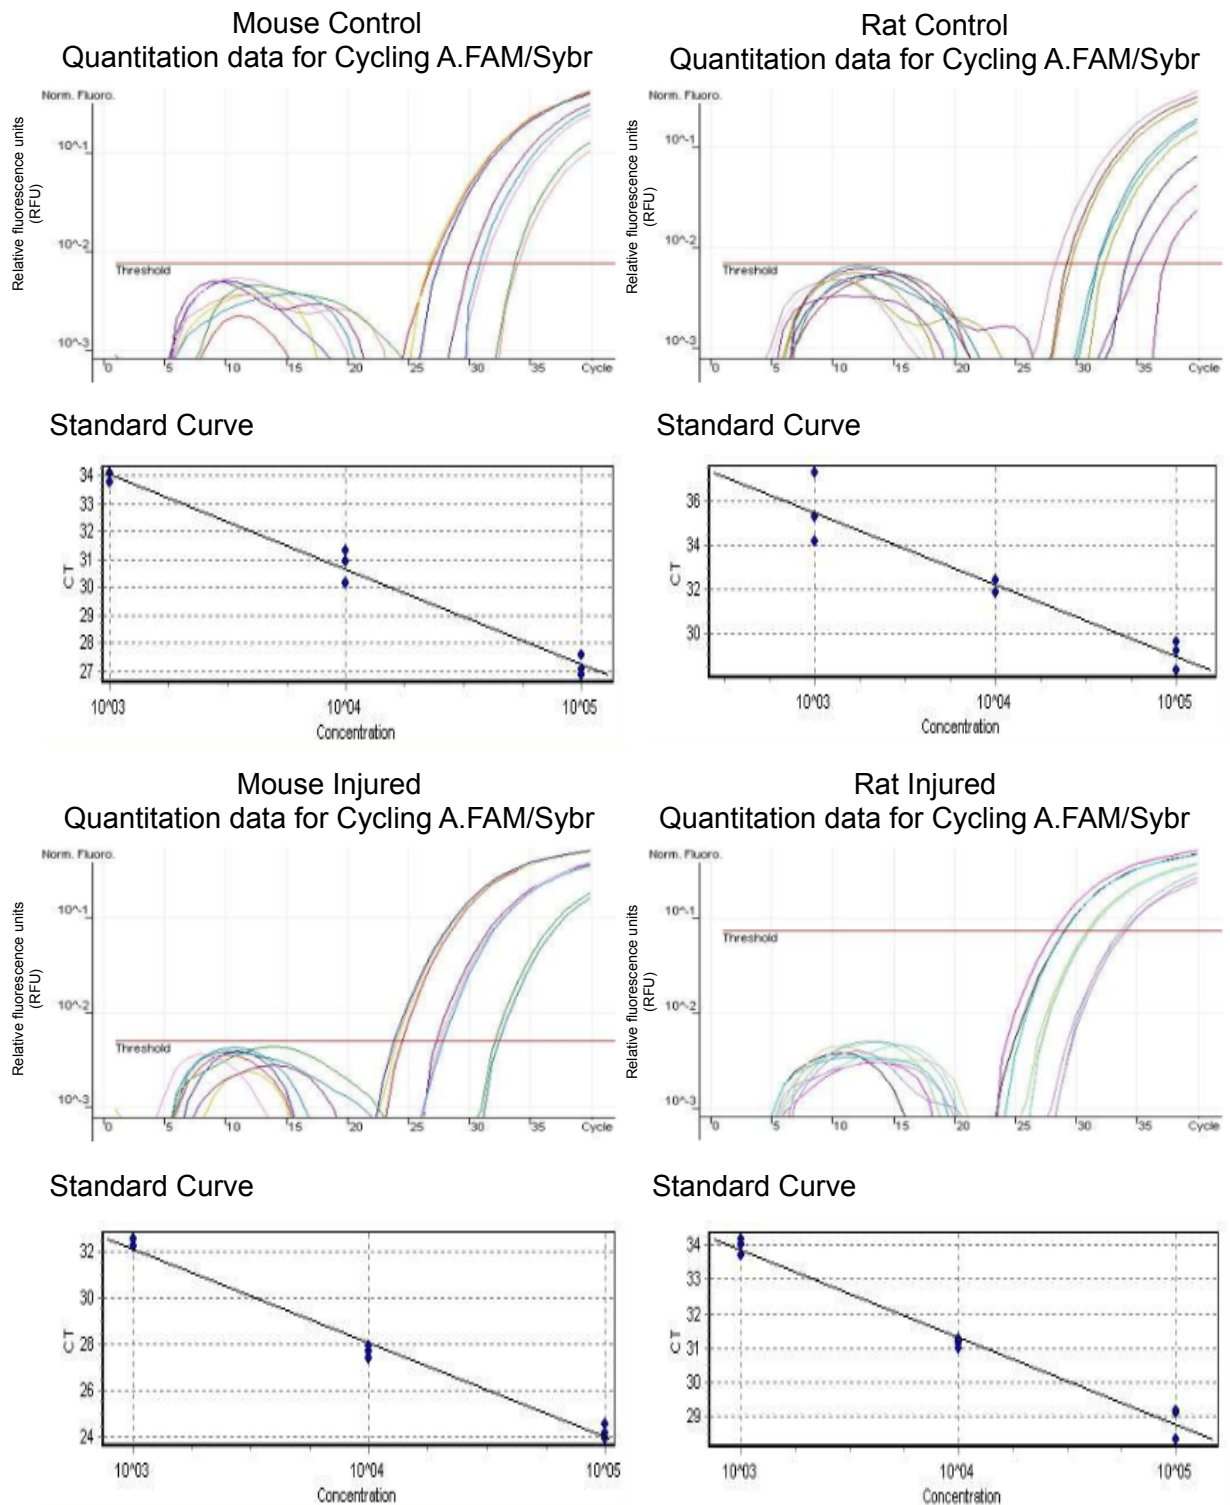 Mouse Control
Quantitation data for Cycling A.FAM/Sybr
Norm. Fluoro.
Relative fluorescence units
(RFU)
10^-1
10^-2
Threshold
10^-3
0 5 10 15 20 25 30 35 Cycle
Rat Control
Quantitation data for Cycling A.FAM/Sybr
Norm. Fluoro.
Relative fluorescence units
(RFU)
10^-1
10^-2
Threshold
10^-3
0 5 10 15 20 25 30 35 Cycle
Standard Curve
34
33
32
31
30
29
28
27
CT
10^03 10^04 10^05
Concentration
Standard Curve
36
34
32
30
CT
10^03 10^04 10^05
Concentration
Mouse Injured
Quantitation data for Cycling A.FAM/Sybr
Norm. Fluoro.
Relative fluorescence units
(RFU)
10^-1
10^-2
Threshold
10^-3
0 5 10 15 20 25 30 35 Cycle
Rat Injured
Quantitation data for Cycling A.FAM/Sybr
Norm. Fluoro.
Relative fluorescence units
(RFU)
10^-1
Threshold
10^-2
10^-3
0 5 10 15 20 25 30 35 Cycle
Standard Curve
32
30
28
26
24
CT
10^03 10^04 10^05
Concentration
Standard Curve
34
33
32
31
30
29
CT
10^03 10^04 10^05
Concentration